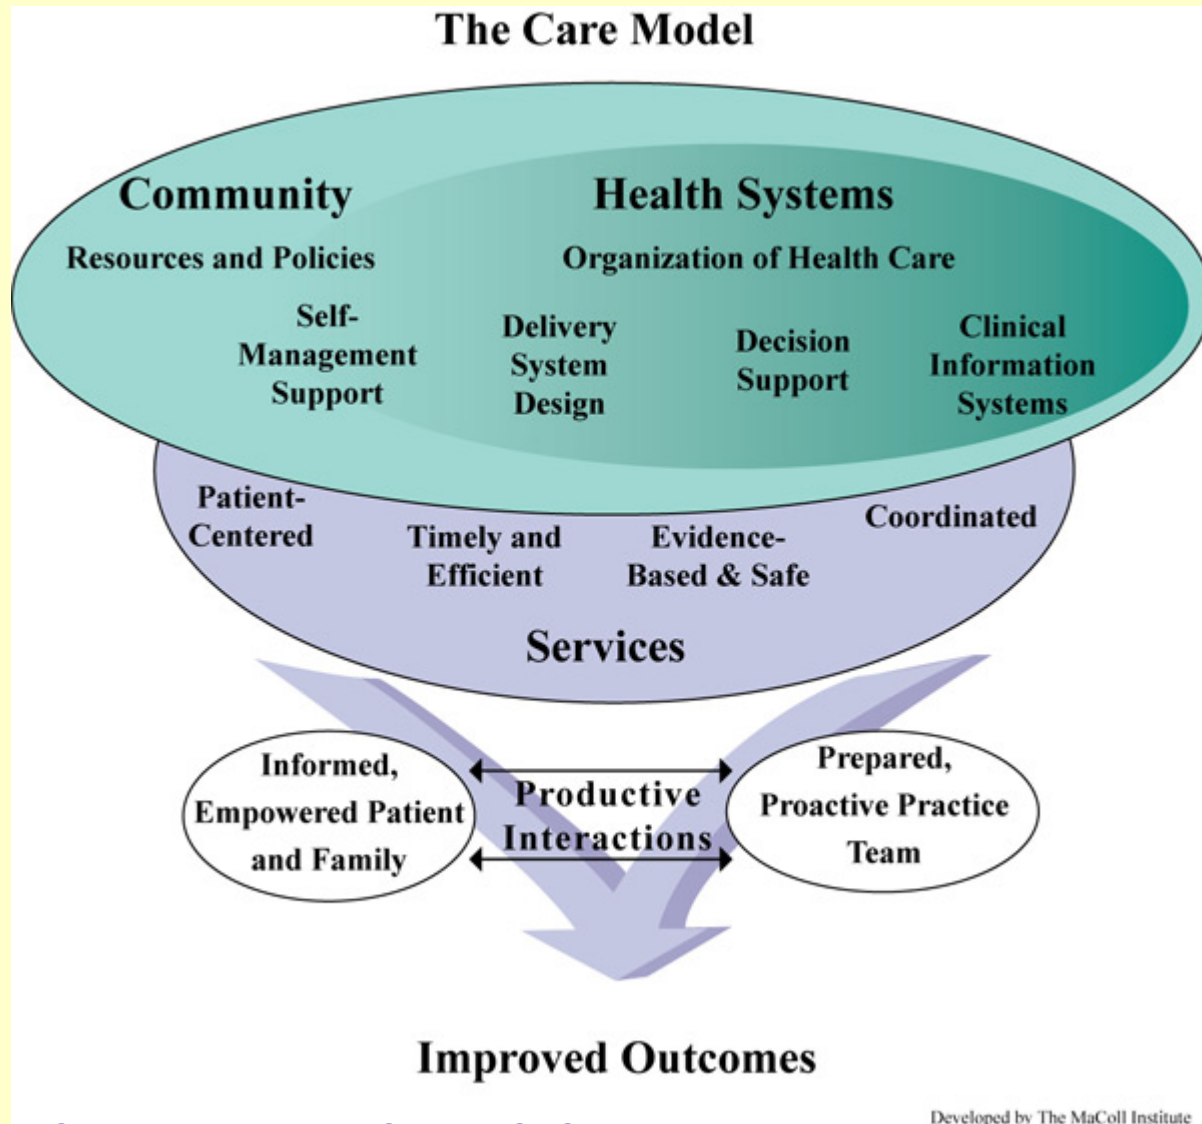 The Care Model
Community
Health Systems
Resources and Policies
Organization of Health Care
Self-
Management
Support
Delivery
System
Design
Decision
Support
Clinical
Information
Systems
Patient-
Centered
Timely and
Efficient
Evidence-
Based & Safe
Coordinated
Services
Informed,
Empowered Patient
and Family
Productive
Interactions
Prepared,
Proactive Practice
Team
Improved Outcomes
Developed by The MaColl Institute